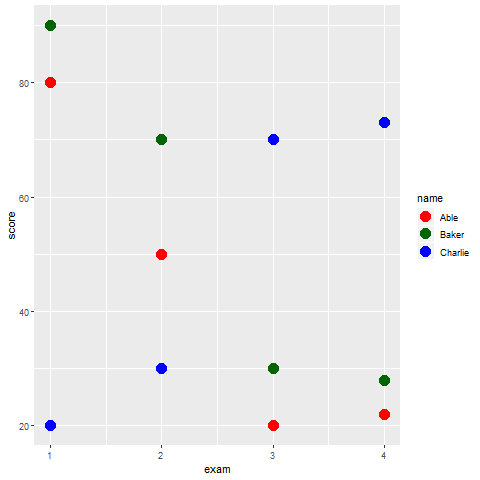 80
60
40
20
score
1 2 3 4
exam
name
Able
Baker
Charlie